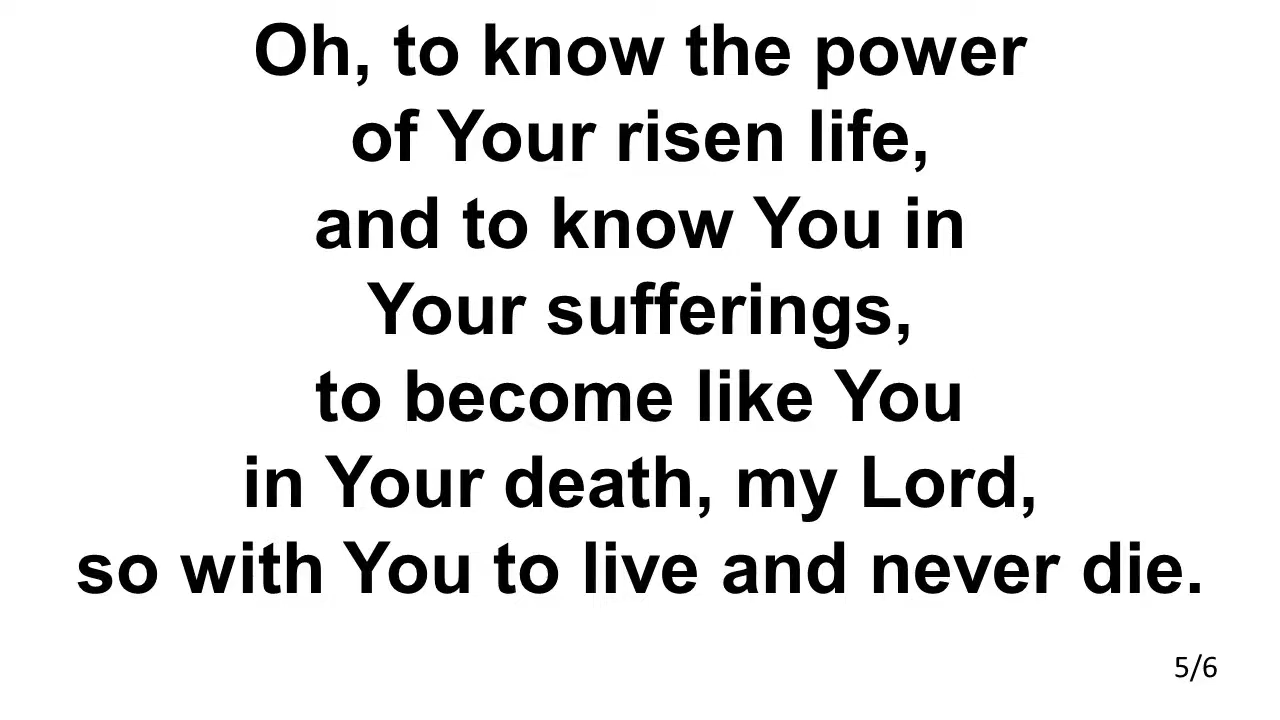 Oh, to know the power
of Your risen life,
and to know You in
Your sufferings,
to become like You
in Your death, my Lord,
so with You to live and never die.
5/6